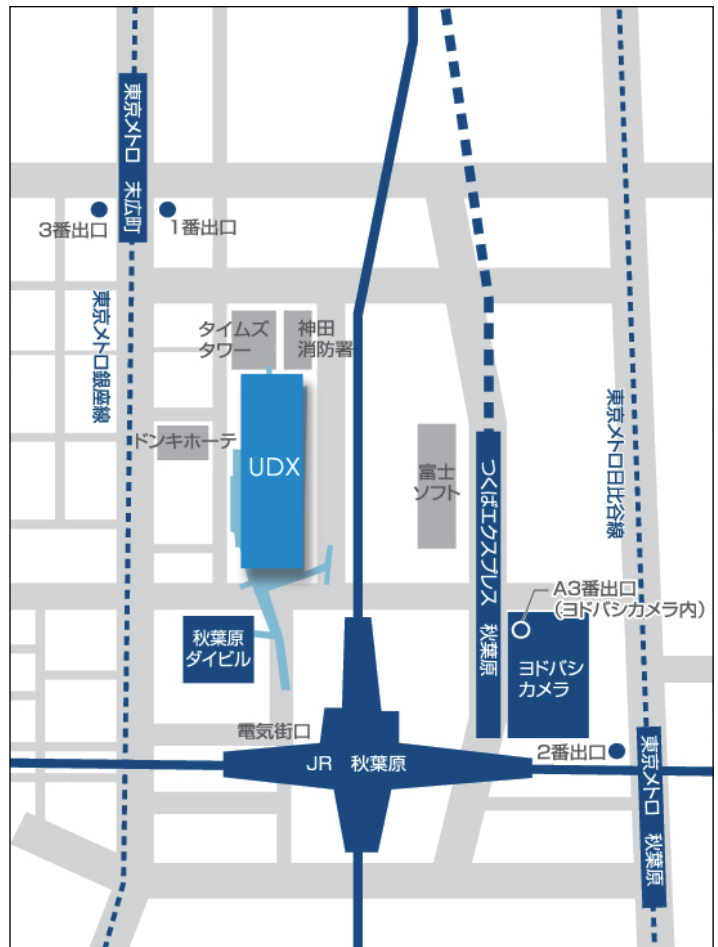 東京メトロ 末広町
3番出口
1番出口
東京メトロ銀座線
タイムズ
タワー
神田
消防署
ドンキホーテ
UDX
富士
ソフト
つくばエクスプレス 秋葉原
東京メトロ日比谷線
A3番出口
(ヨドバシカメラ内)
秋葉原
ダイビル
ヨドバシ
カメラ
電気街口
JR 秋葉原
2番出口
東京メトロ 秋葉原